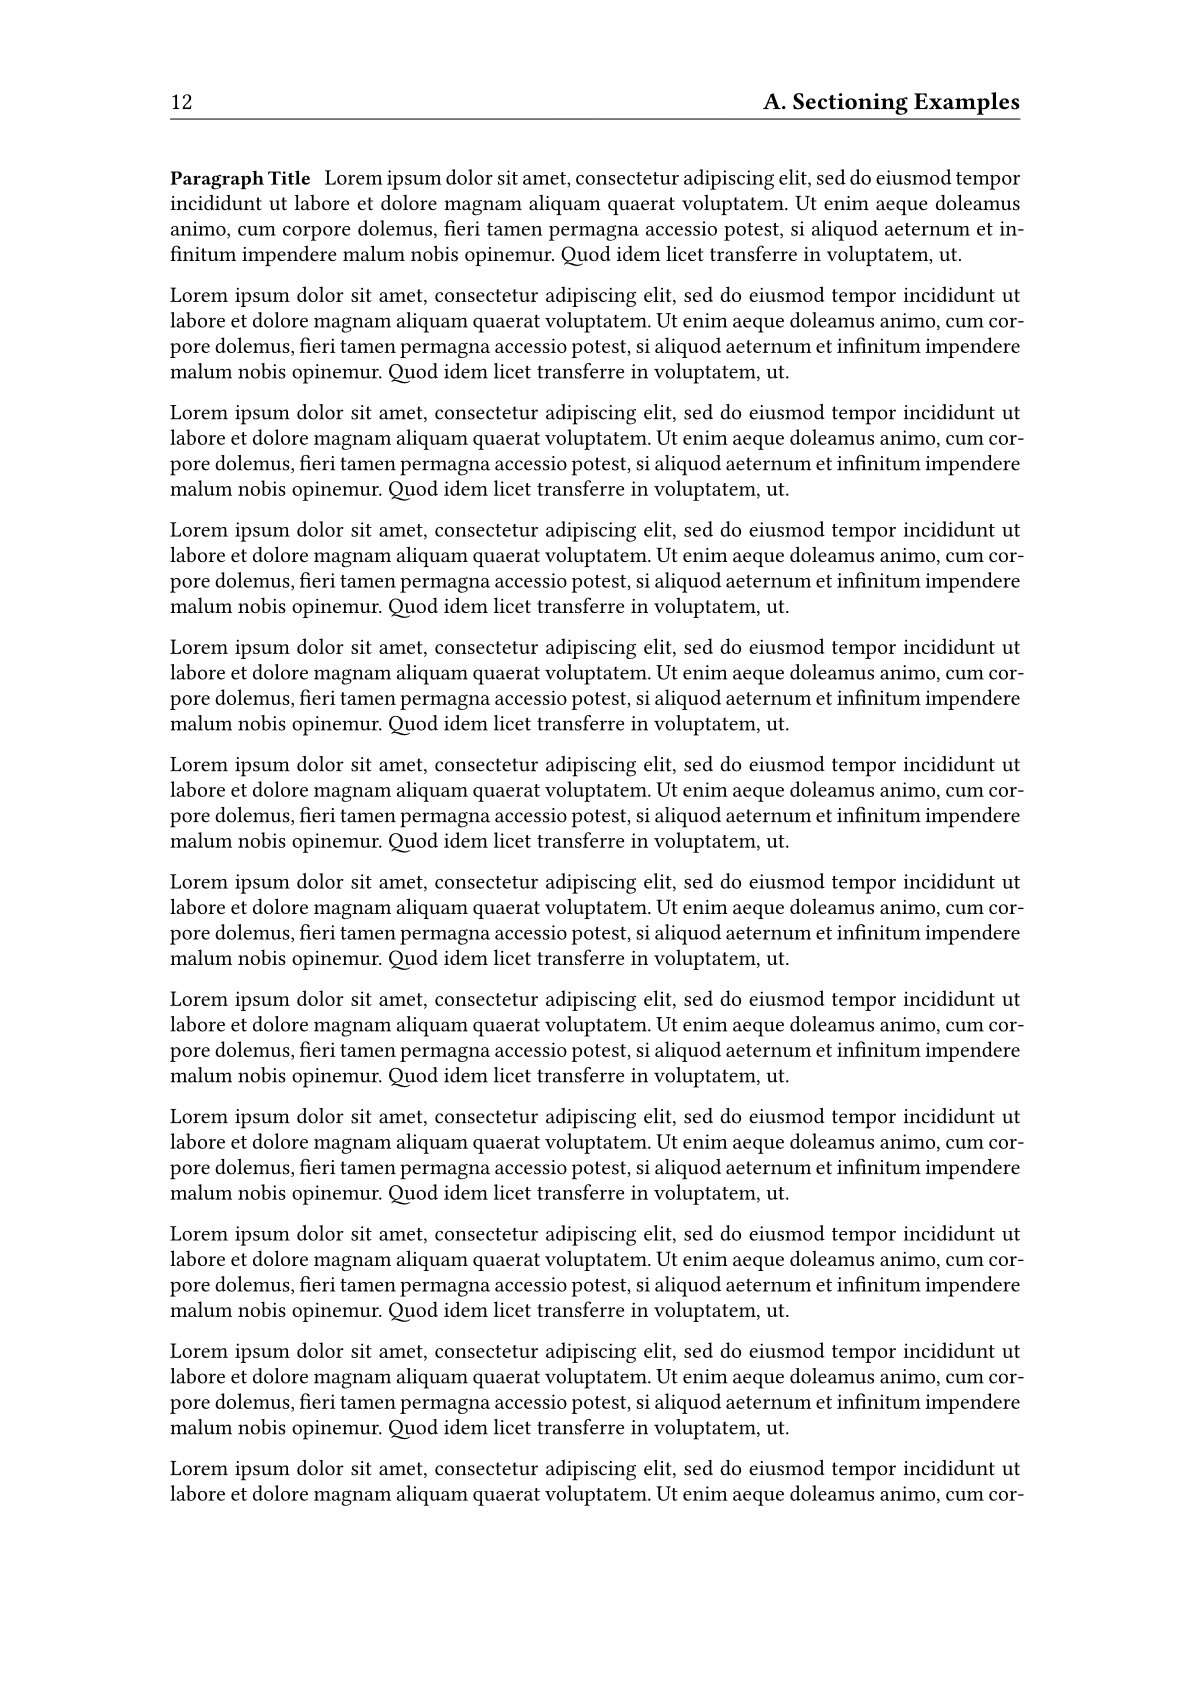 12 A. Sectioning Examples
Paragraph Title Lorem ipsum dolor sit amet, consectetur adipiscing elit, sed do eiusmod tempor
incididunt ut labore et dolore magnam aliquam quaerat voluptatem. Ut enim aeque doleamus
animo, cum corpore dolemus, fieri tamen permagna accessio potest, si aliquod aeternum et in-
finitum impendere malum nobis opinemur. Quod idem licet transferre in voluptatem, ut.
Lorem ipsum dolor sit amet, consectetur adipiscing elit, sed do eiusmod tempor incididunt ut
labore et dolore magnam aliquam quaerat voluptatem. Ut enim aeque doleamus animo, cum cor-
pore dolemus, fieri tamen permagna accessio potest, si aliquod aeternum et infinitum impendere
malum nobis opinemur. Quod idem licet transferre in voluptatem, ut.
Lorem ipsum dolor sit amet, consectetur adipiscing elit, sed do eiusmod tempor incididunt ut
labore et dolore magnam aliquam quaerat voluptatem. Ut enim aeque doleamus animo, cum cor-
pore dolemus, fieri tamen permagna accessio potest, si aliquod aeternum et infinitum impendere
malum nobis opinemur. Quod idem licet transferre in voluptatem, ut.
Lorem ipsum dolor sit amet, consectetur adipiscing elit, sed do eiusmod tempor incididunt ut
labore et dolore magnam aliquam quaerat voluptatem. Ut enim aeque doleamus animo, cum cor-
pore dolemus, fieri tamen permagna accessio potest, si aliquod aeternum et infinitum impendere
malum nobis opinemur. Quod idem licet transferre in voluptatem, ut.
Lorem ipsum dolor sit amet, consectetur adipiscing elit, sed do eiusmod tempor incididunt ut
labore et dolore magnam aliquam quaerat voluptatem. Ut enim aeque doleamus animo, cum cor-
pore dolemus, fieri tamen permagna accessio potest, si aliquod aeternum et infinitum impendere
malum nobis opinemur. Quod idem licet transferre in voluptatem, ut.
Lorem ipsum dolor sit amet, consectetur adipiscing elit, sed do eiusmod tempor incididunt ut
labore et dolore magnam aliquam quaerat voluptatem. Ut enim aeque doleamus animo, cum cor-
pore dolemus, fieri tamen permagna accessio potest, si aliquod aeternum et infinitum impendere
malum nobis opinemur. Quod idem licet transferre in voluptatem, ut.
Lorem ipsum dolor sit amet, consectetur adipiscing elit, sed do eiusmod tempor incididunt ut
labore et dolore magnam aliquam quaerat voluptatem. Ut enim aeque doleamus animo, cum cor-
pore dolemus, fieri tamen permagna accessio potest, si aliquod aeternum et infinitum impendere
malum nobis opinemur. Quod idem licet transferre in voluptatem, ut.
Lorem ipsum dolor sit amet, consectetur adipiscing elit, sed do eiusmod tempor incididunt ut
labore et dolore magnam aliquam quaerat voluptatem. Ut enim aeque doleamus animo, cum cor-
pore dolemus, fieri tamen permagna accessio potest, si aliquod aeternum et infinitum impendere
malum nobis opinemur. Quod idem licet transferre in voluptatem, ut.
Lorem ipsum dolor sit amet, consectetur adipiscing elit, sed do eiusmod tempor incididunt ut
labore et dolore magnam aliquam quaerat voluptatem. Ut enim aeque doleamus animo, cum cor-
pore dolemus, fieri tamen permagna accessio potest, si aliquod aeternum et infinitum impendere
malum nobis opinemur. Quod idem licet transferre in voluptatem, ut.
Lorem ipsum dolor sit amet, consectetur adipiscing elit, sed do eiusmod tempor incididunt ut
labore et dolore magnam aliquam quaerat voluptatem. Ut enim aeque doleamus animo, cum cor-
pore dolemus, fieri tamen permagna accessio potest, si aliquod aeternum et infinitum impendere
malum nobis opinemur. Quod idem licet transferre in voluptatem, ut.
Lorem ipsum dolor sit amet, consectetur adipiscing elit, sed do eiusmod tempor incididunt ut
labore et dolore magnam aliquam quaerat voluptatem. Ut enim aeque doleamus animo, cum cor-
pore dolemus, fieri tamen permagna accessio potest, si aliquod aeternum et infinitum impendere
malum nobis opinemur. Quod idem licet transferre in voluptatem, ut.
Lorem ipsum dolor sit amet, consectetur adipiscing elit, sed do eiusmod tempor incididunt ut
labore et dolore magnam aliquam quaerat voluptatem. Ut enim aeque doleamus animo, cum cor-